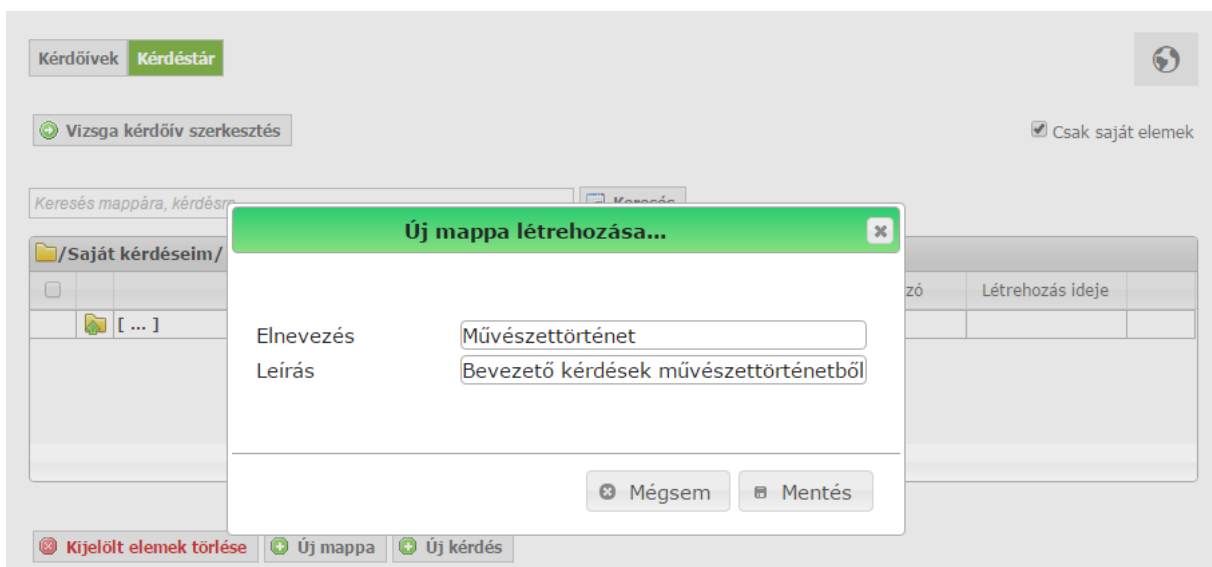 Kérdőívek Kérdéstár
Vizsga kérdőív szerkesztés
Csak saját elemek
Keresés mappára, kérdésre
Keresés
Új mappa létrehozása...
/Saját kérdéseim/
zó Létrehozás ideje
[ ... ]
Elnevezés Művészettörténet
Leírás Bevezető kérdések művészettörténetből
Mégsem Mentés
Kijelölt elemek törlése Új mappa Új kérdés